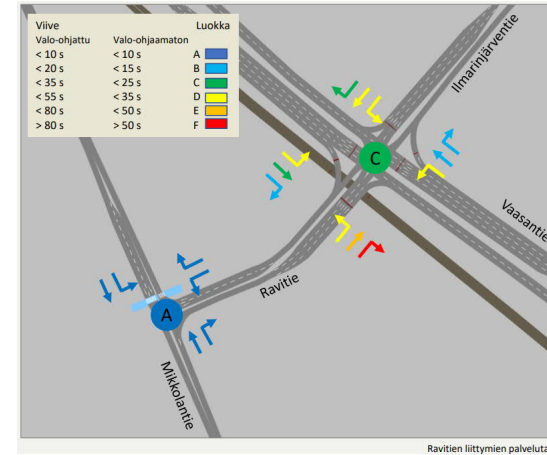 Viive Luokka
Valo-ohjattu Valo-ohjaamaton
< 10 s < 10 s A
< 20 s < 15 s B
< 35 s < 25 s C
< 55 s < 35 s D
< 80 s < 50 s E
> 80 s > 50 s F
Ilmarinjärventie
C
Vaasantie
Ravitie
A
Mikkolantie
Ravitien liittymien palveluta